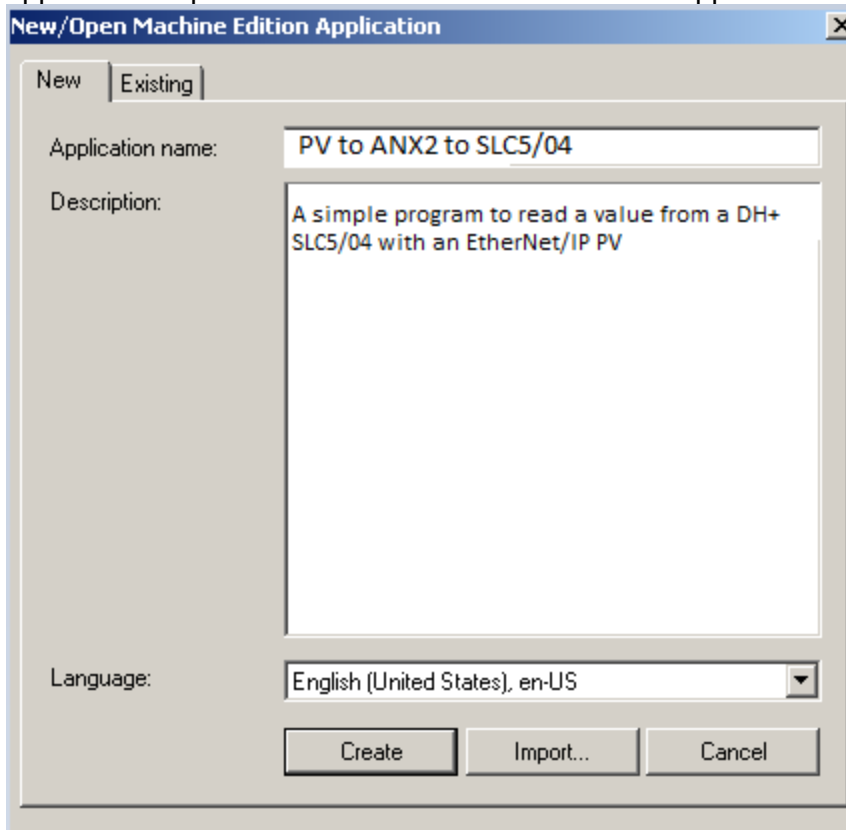 New/Open Machine Edition Application
New
Existing
Application name:
PV to ANX2 to SLC5/04
Description:
A simple program to read a value from a DH+
SLC5/04 with an EtherNet/IP PV
Language:
English (United States), en-US
Create
Import...
Cancel